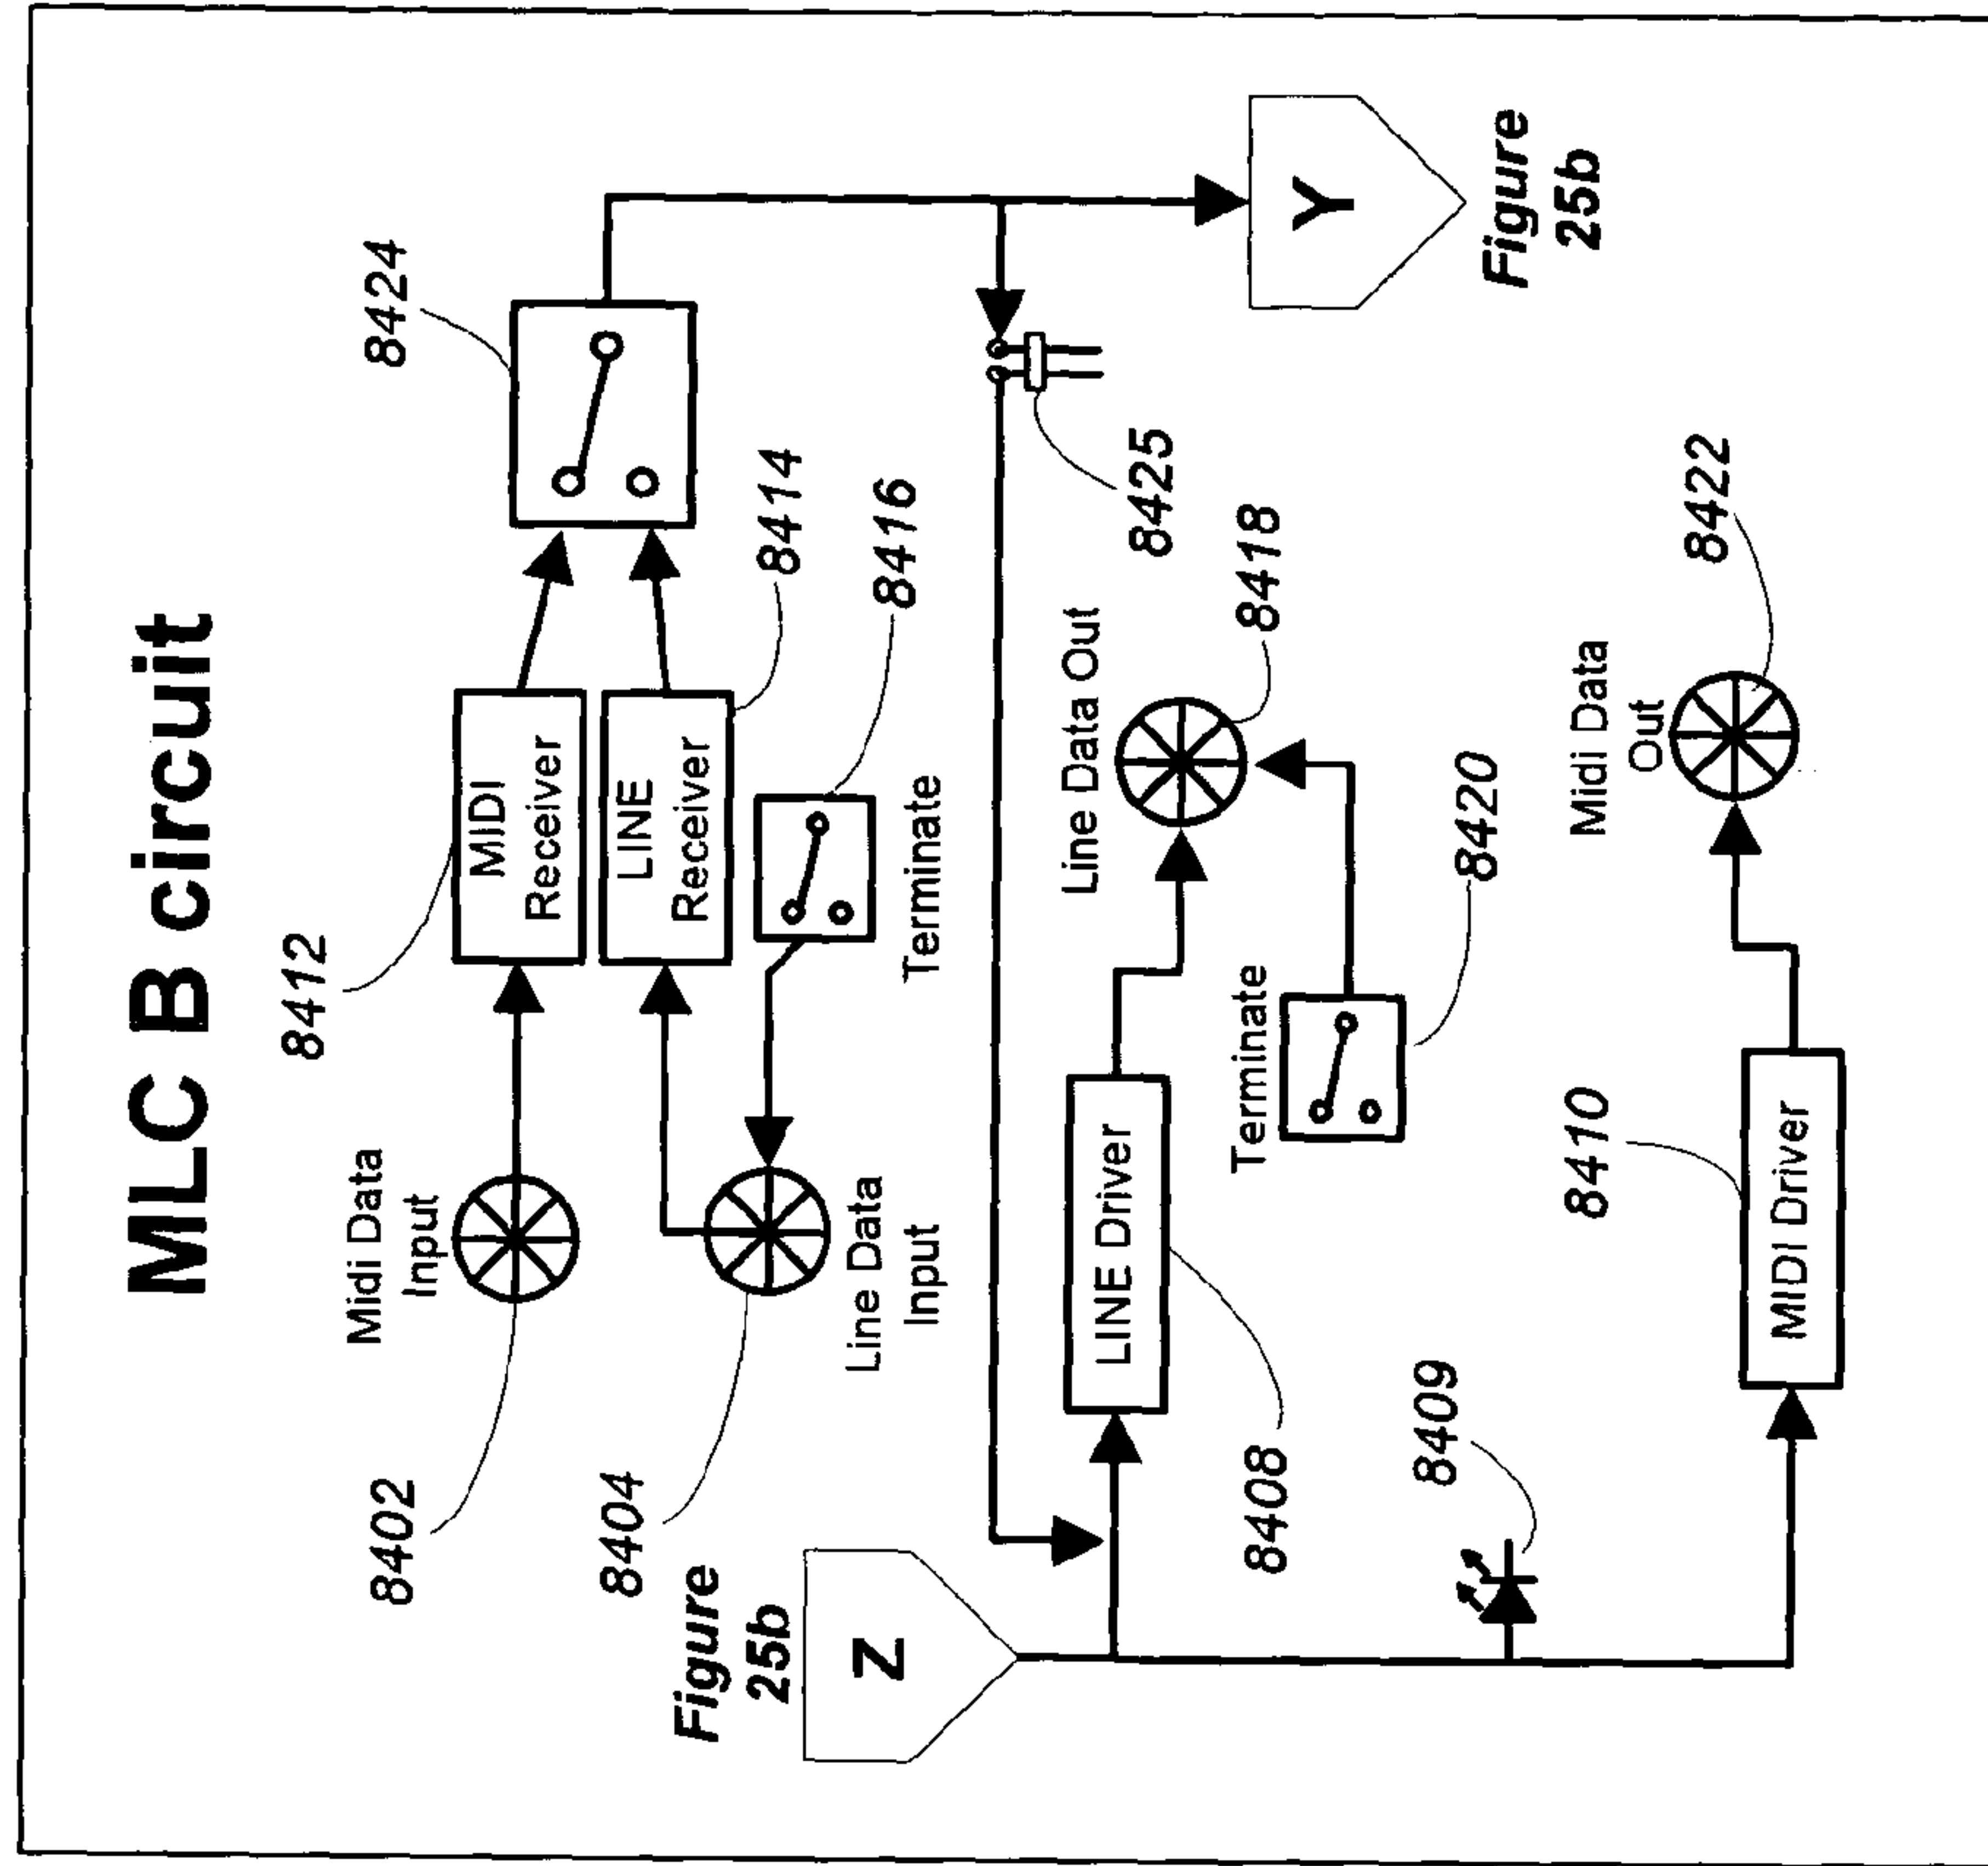 MLC B circuit
8424
8412
Midi Data
Input
MIDI
Receiver
8402
LINE
Receiver
8414
8404
Line Data
Input
Terminate
8416
Figure
25b
Z
Y
Figure
25b
8425
Line Data Out
8418
LINE Driver
8408
Terminate
8420
8409
Midi Data
Out
8422
8410
MIDI Driver